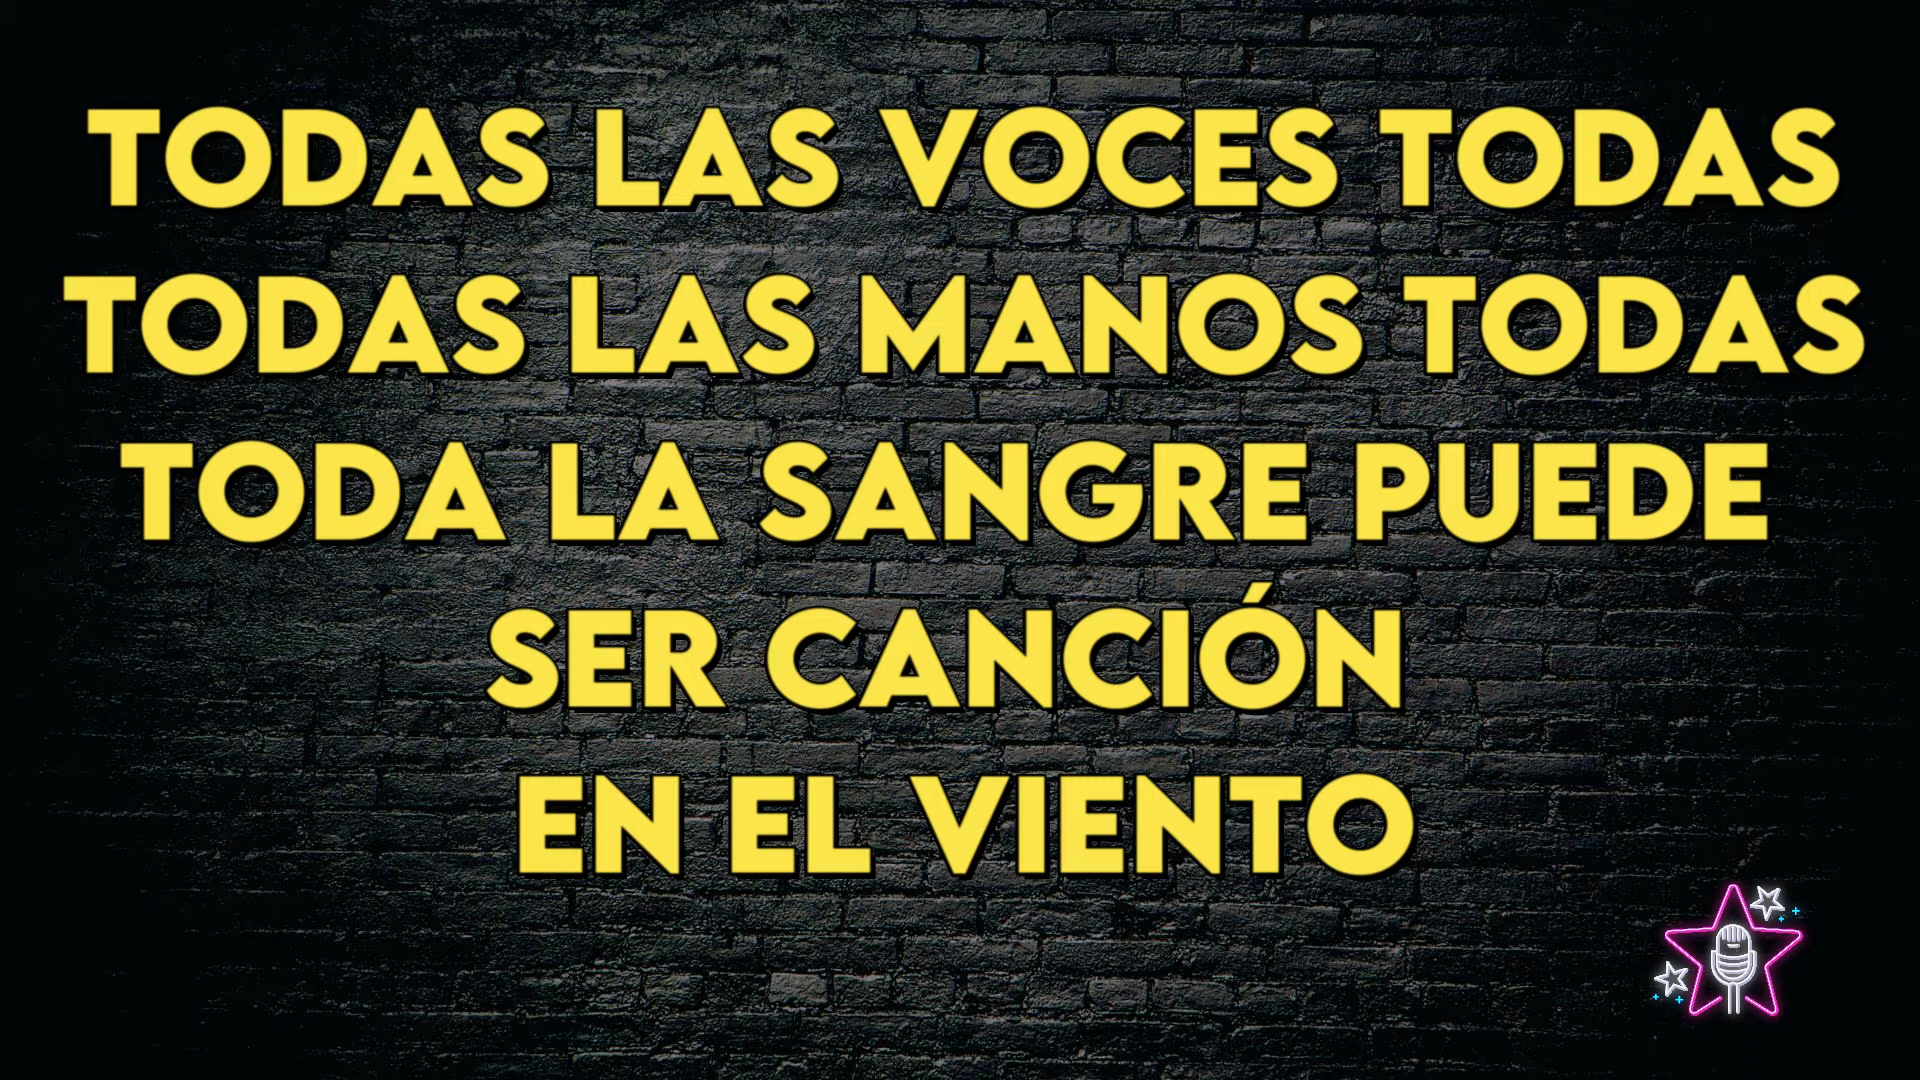 TODAS LAS VOCES TODAS
TODAS LAS MANOS TODAS
TODA LA SANGRE PUEDE
SER CANCIÓN
EN EL VIENTO